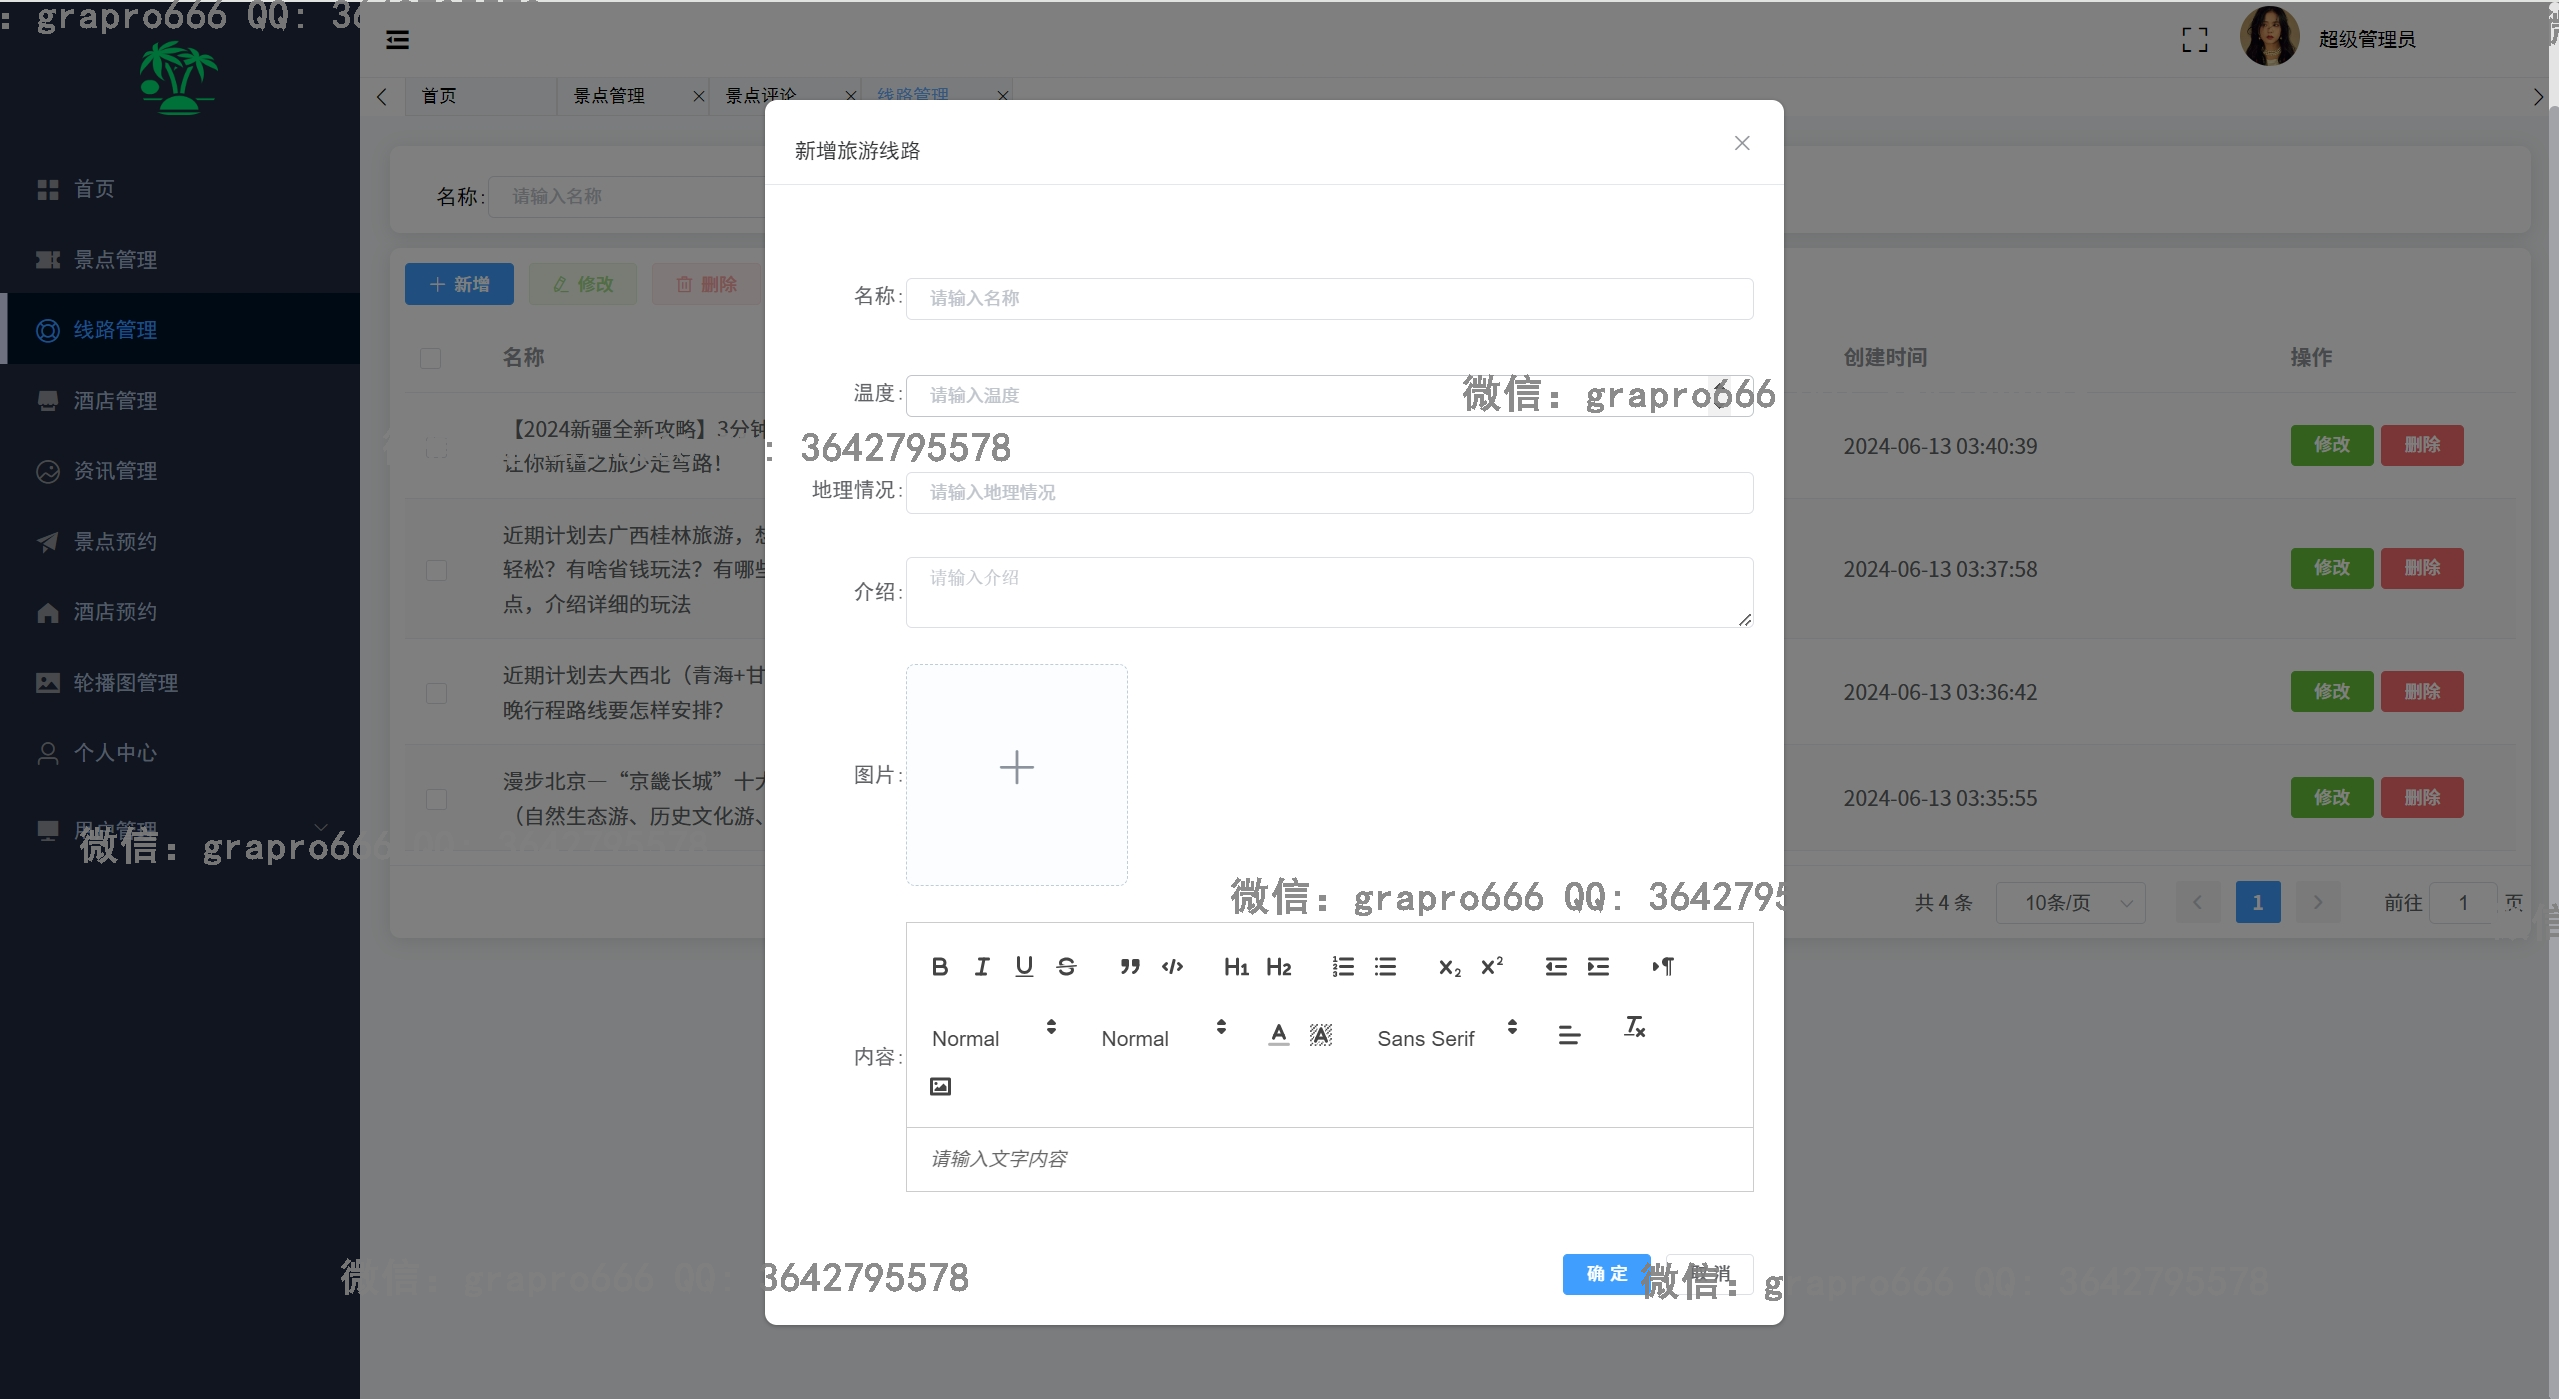 : grapro666 QQ: 36
超级管理员
首页
景点管理
景点评论
线路管理
首页
景点管理
线路管理
酒店管理
资讯管理
景点预约
酒店预约
轮播图管理
个人中心
用户管理
名称:
请输入名称
新增
修改
删除
名称
创建时间
操作
【2024新疆全新攻略】3分钟
让你新疆之旅少走弯路！
2024-06-13 03:40:39
修改
删除
近期计划去广西桂林旅游，想
轻松？有啥省钱玩法？有哪些
点，介绍详细的玩法
2024-06-13 03:37:58
修改
删除
近期计划去大西北（青海+甘
晚行程路线要怎样安排？
2024-06-13 03:36:42
修改
删除
漫步北京—“京畿长城”十大
（自然生态游、历史文化游、
2024-06-13 03:35:55
修改
删除
共 4 条
10条/页
1
前往
1
页
新增旅游线路
名称:
请输入名称
温度:
请输入温度
微信: grapro666
: 3642795578
地理情况:
请输入地理情况
介绍:
请输入介绍
图片:
微信: grapro666 QQ: 3642795578
微信: grapro666 QQ: 3642795
内容:
B I U S H1 H2 X2 X2
Normal
Normal
A A
Sans Serif
Tx
请输入文字内容
确 定
取 消
微信: grapro666 QQ: 3642795578
微信: grapro666 QQ: 3642795578